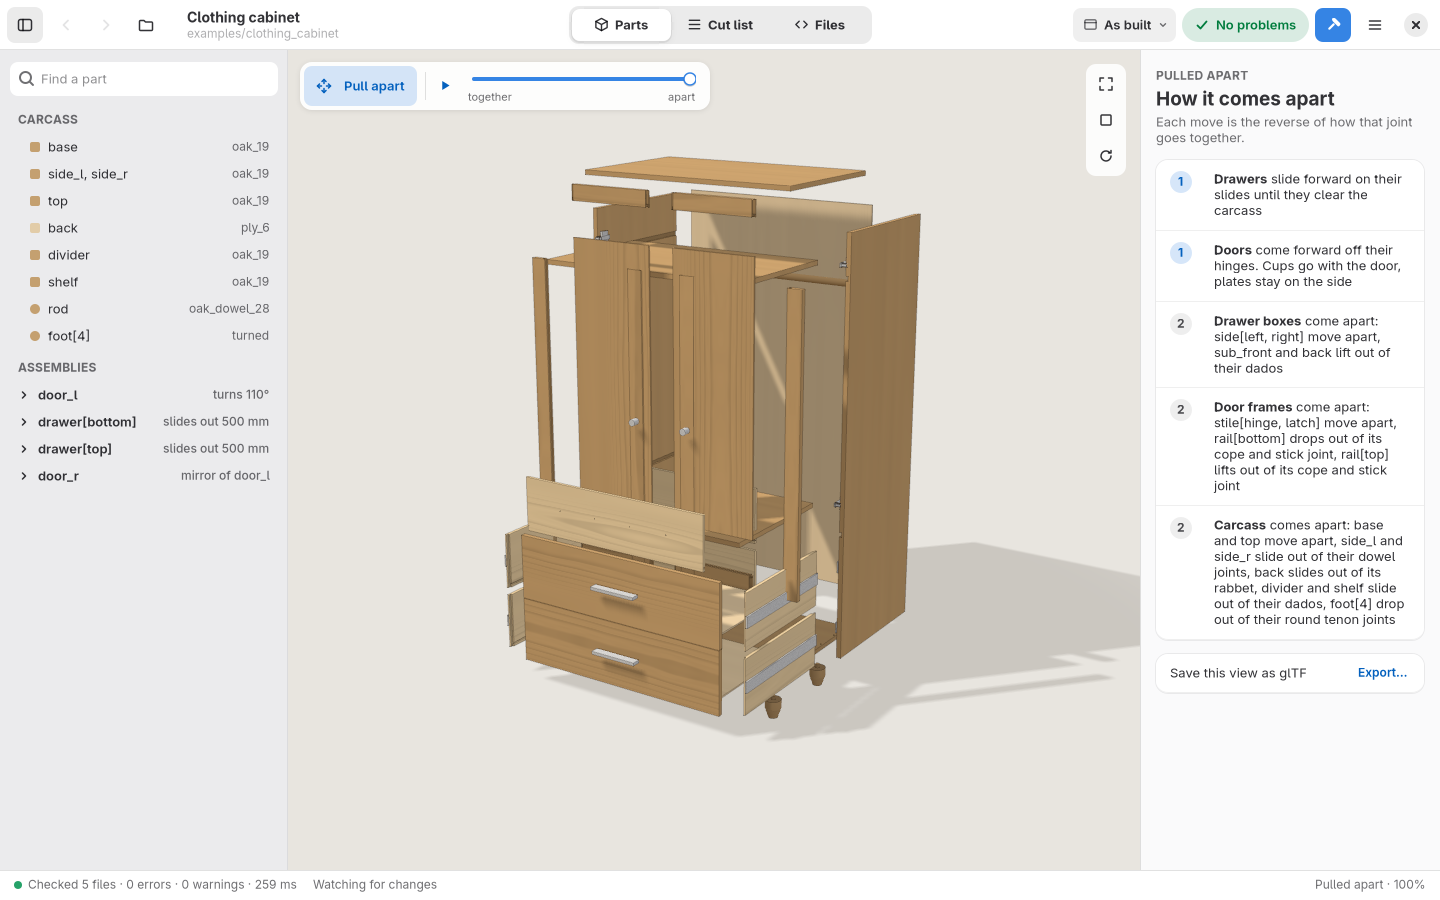 Clothing cabinet
examples/clothing_cabinet
Parts
Cut list
Files
As built
No problems
Find a part
CARCASS
base oak_19
side_l, side_r oak_19
top oak_19
back ply_6
divider oak_19
shelf oak_19
rod oak_dowel_28
foot[4] turned
ASSEMBLIES
door_l turns 110°
drawer[bottom] slides out 500 mm
drawer[top] slides out 500 mm
door_r mirror of door_l
Pull apart
together apart
PULLED APART
How it comes apart
Each move is the reverse of how that joint
goes together.
1 Drawers slide forward on their
slides until they clear the
carcass
1 Doors come forward off their
hinges. Cups go with the door,
plates stay on the side
2 Drawer boxes come apart:
side[left, right] move apart,
sub_front and back lift out of
their dados
2 Door frames come apart:
stile[hinge, latch] move apart,
rail[bottom] drops out of its
cope and stick joint, rail[top]
lifts out of its cope and stick
joint
2 Carcass comes apart: base
and top move apart, side_l and
side_r slide out of their dowel
joints, back slides out of its
rabbet, divider and shelf slide
out of their dados, foot[4] drop
out of their round tenon joints
Save this view as glTF Export...
Checked 5 files · 0 errors · 0 warnings · 259 ms Watching for changes
Pulled apart · 100%